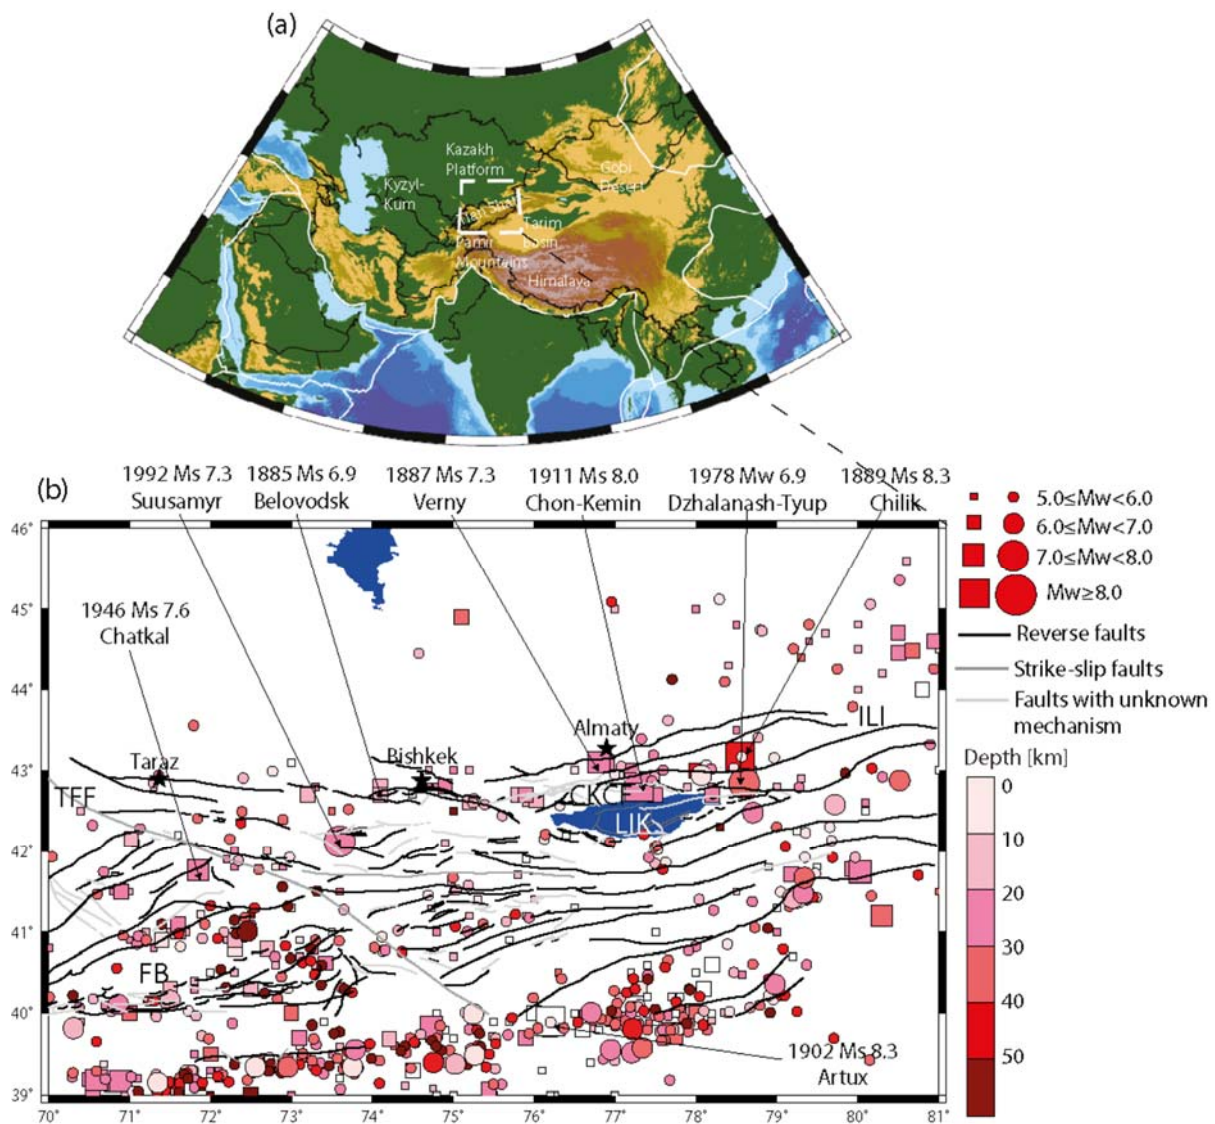 (a)
Kazakh
Platform
Gobi
Desert
Kyzyl-
Kum
Tian Shan
Tarim
Basin
Pamir
Mountains
Himalaya
(b)
1992 Ms 7.3
Suusamyr
1885 Ms 6.9
Belovodsk
1887 Ms 7.3
Verny
1911 Ms 8.0
Chon-Kemin
1978 Mw 6.9
Dzhalanash-Tyup
1889 Ms 8.3
Chilik
5.0≤Mw<6.0
6.0≤Mw<7.0
7.0≤Mw<8.0
Mw≥8.0
Reverse faults
Strike-slip faults
Faults with unknown
mechanism
Depth [km]
0
10
20
30
40
50
46°
45°
44°
43°
42°
41°
40°
39°
1946 Ms 7.6
Chatkal
Almaty
ILI
Taraz
Bishkek
TFF
CKCF
LIK
FB
1902 Ms 8.3
Artux
70° 71° 72° 73° 74° 75° 76° 77° 78° 79° 80° 81°